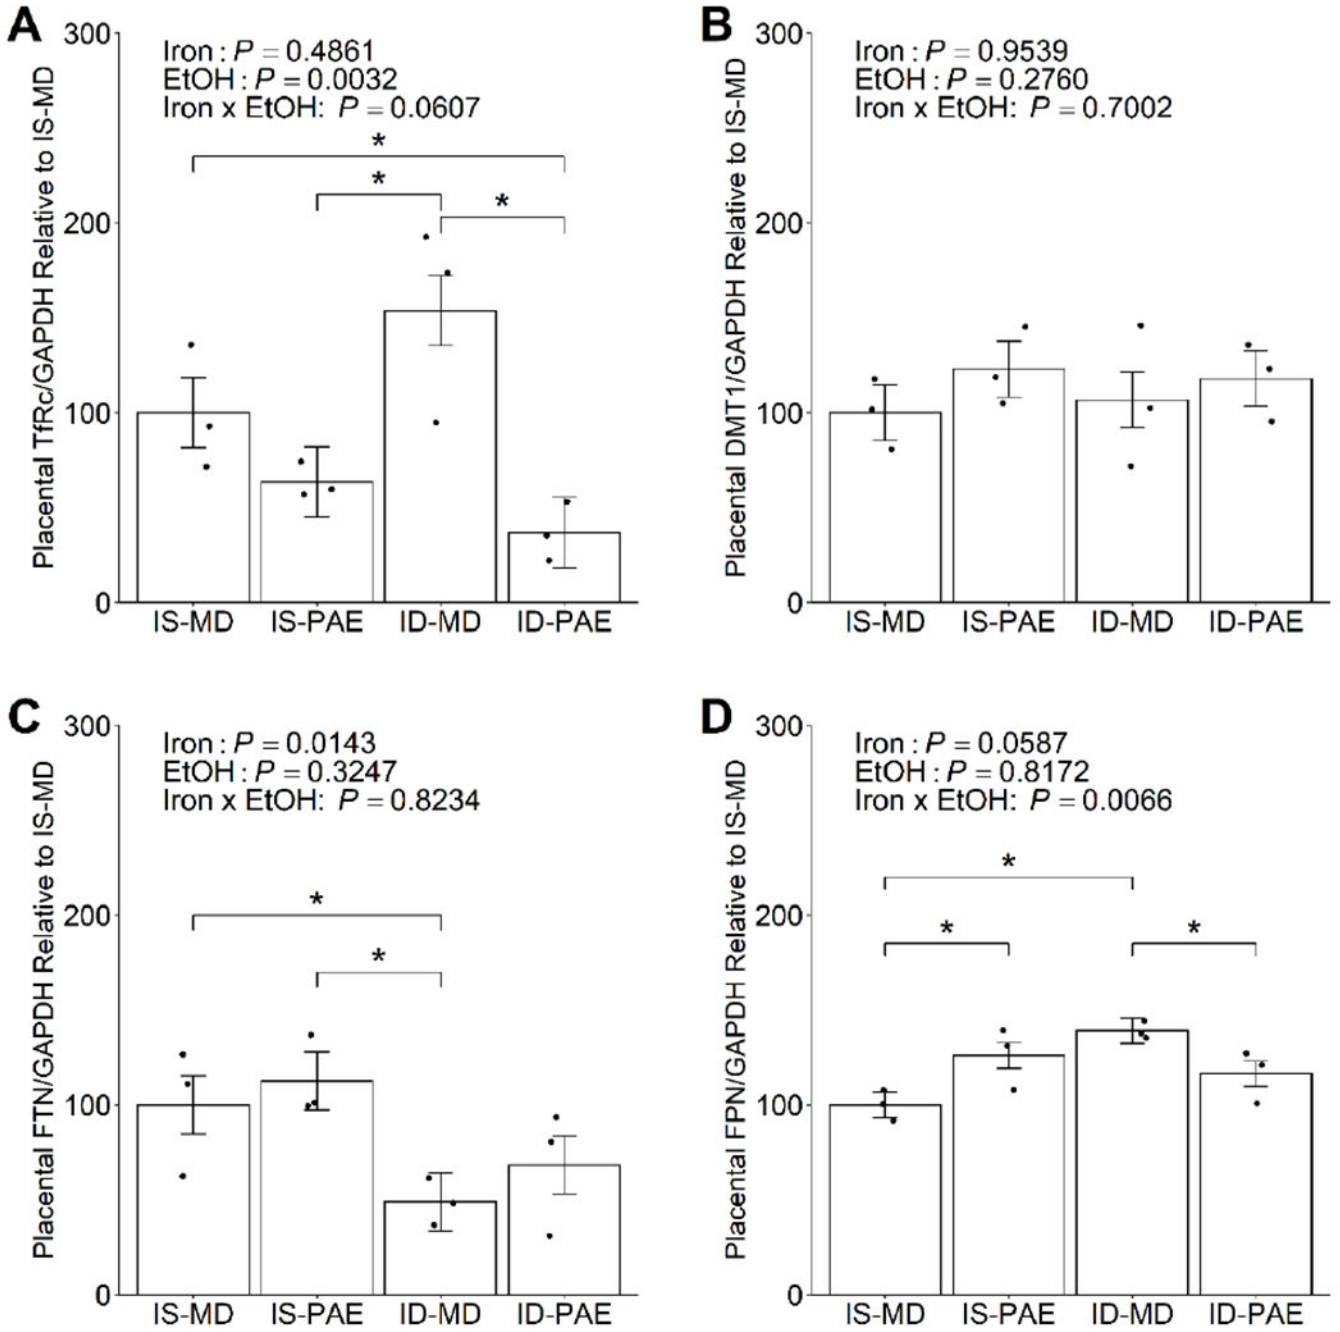 A
Placental TfRc/GAPDH Relative to IS-MD
300
200
100
0
Iron : P = 0.4861
EtOH : P = 0.0032
Iron x EtOH: P = 0.0607
*
*
*
IS-MD IS-PAE ID-MD ID-PAE
B
Placental DMT1/GAPDH Relative to IS-MD
300
200
100
0
Iron : P = 0.9539
EtOH : P = 0.2760
Iron x EtOH: P = 0.7002
IS-MD IS-PAE ID-MD ID-PAE
C
Placental FTN/GAPDH Relative to IS-MD
300
200
100
0
Iron : P = 0.0143
EtOH : P = 0.3247
Iron x EtOH: P = 0.8234
*
*
IS-MD IS-PAE ID-MD ID-PAE
D
Placental FPN/GAPDH Relative to IS-MD
300
200
100
0
Iron : P = 0.0587
EtOH : P = 0.8172
Iron x EtOH: P = 0.0066
*
* *
IS-MD IS-PAE ID-MD ID-PAE